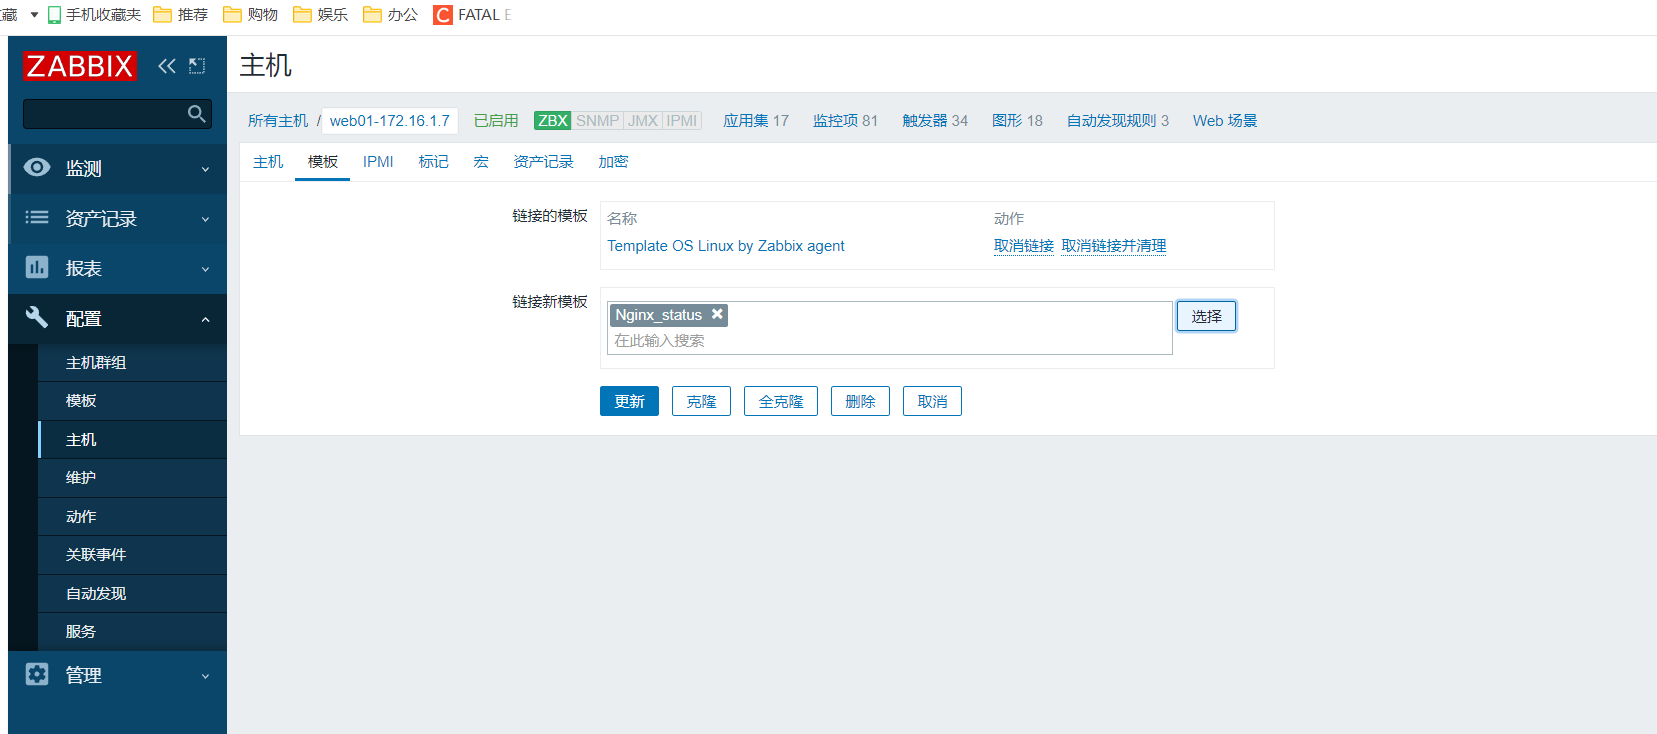 藏 手机收藏夹 推荐 购物 娱乐 办公 C FATAL
ZABBIX
主机
所有主机 / web01-172.16.1.7 已启用 ZBX SNMP JMX IPMI 应用集 17 监控项 81 触发器 34 图形 18 自动发现规则 3 Web 场景
主机 模板 IPMI 标记 宏 资产记录 加密
监测
资产记录
报表
配置
主机群组
模板
主机
维护
动作
关联事件
自动发现
服务
管理
链接的模板 名称 动作
Template OS Linux by Zabbix agent 取消链接 取消链接并清理
链接新模板 Nginx_status 选择
在此输入搜索
更新 克隆 全克隆 删除 取消